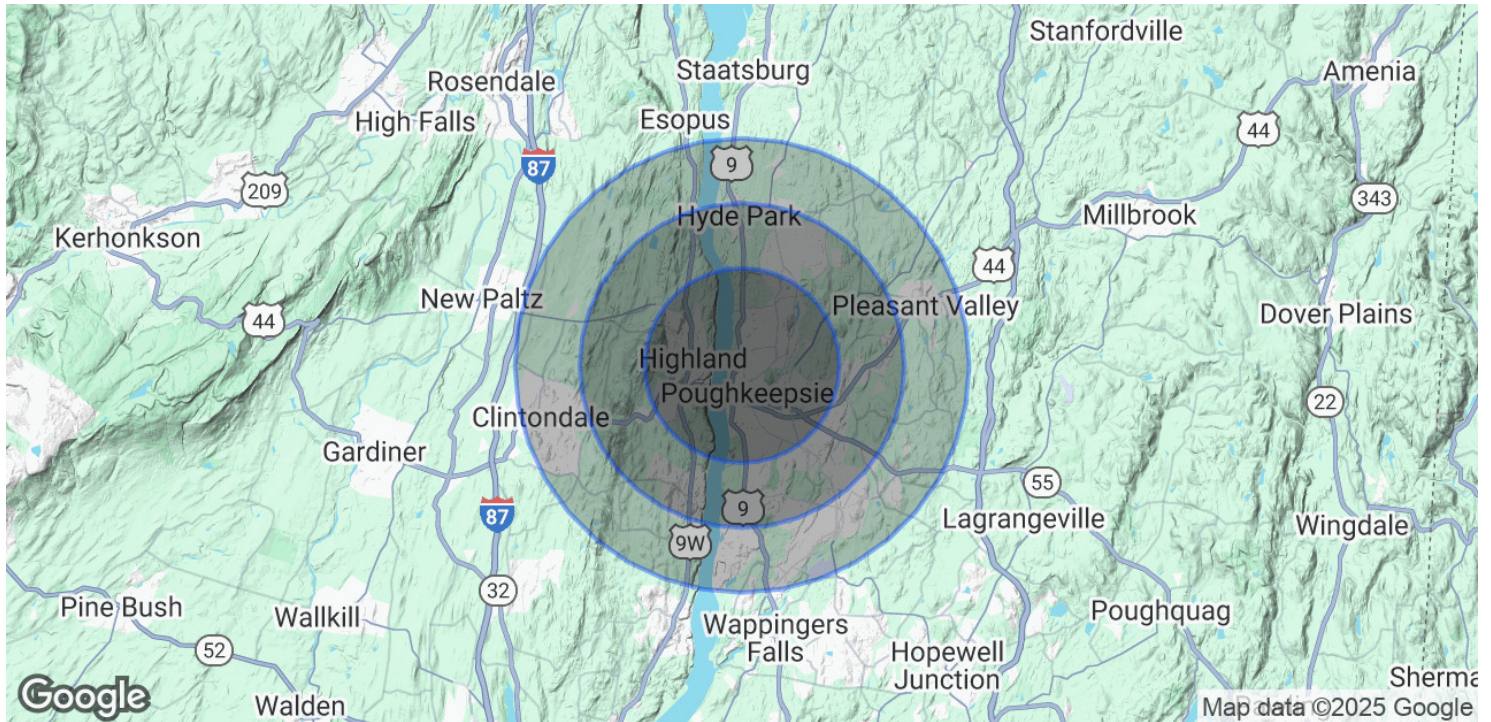 Stanfordville
Staatsburg
Amenia
Rosendale
High Falls
Esopus
44
9
87
209
343
Millbrook
Hyde Park
Kerhonkson
44
New Paltz
Pleasant Valley
44
Dover Plains
Highland
Poughkeepsie
22
Clintondale
Gardiner
55
9
87
Lagrangeville
Wingdale
9W
32
Pine Bush
Wallkill
Poughquag
Wappingers
Falls
52
Hopewell
Junction
Sherma
Google
Walden
Map data ©2025 Google